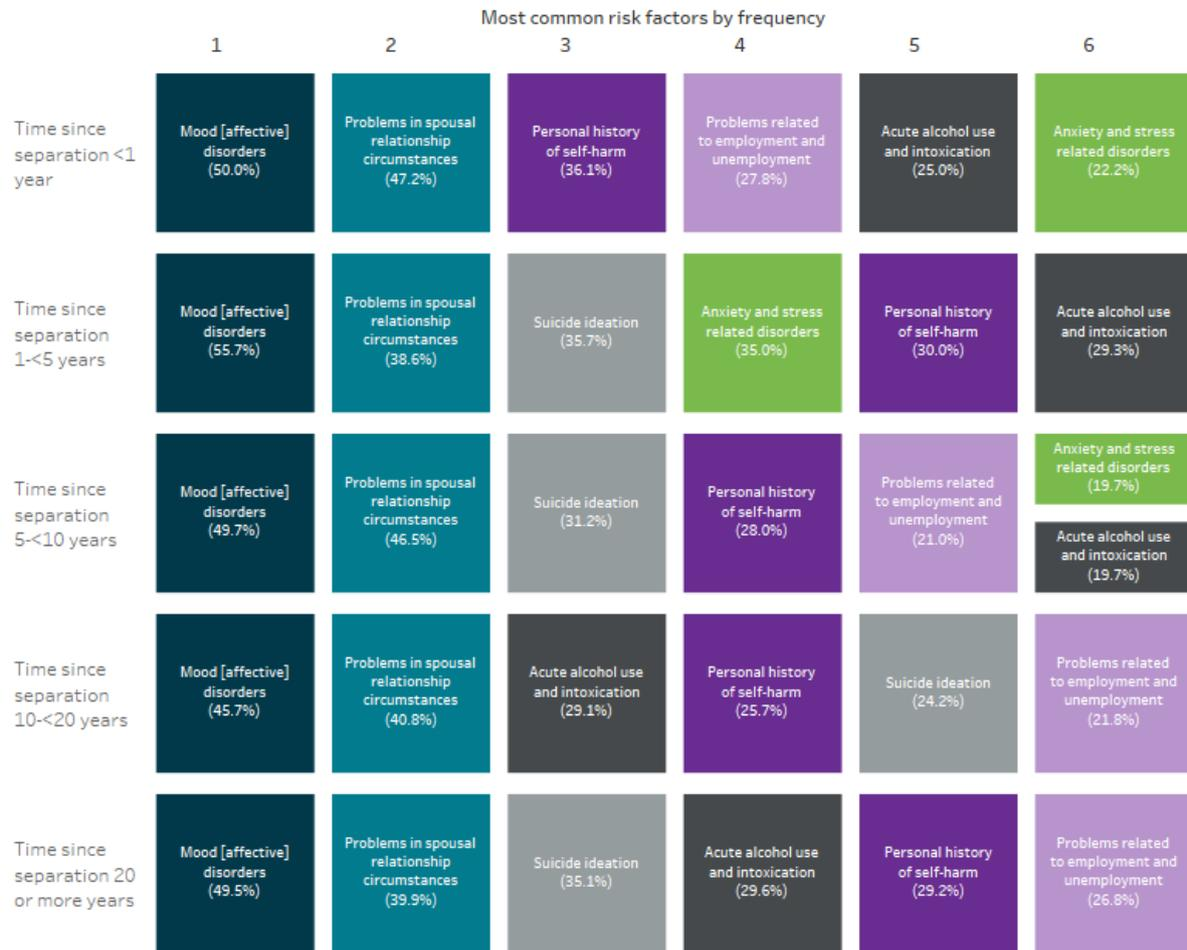 Most common risk factors by frequency
1 2 3 4 5 6
Time since
separation <1
year
Mood [affective]
disorders
(50.0%)
Problems in spousal
relationship
circumstances
(47.2%)
Personal history
of self-harm
(36.1%)
Problems related
to employment and
unemployment
(27.8%)
Acute alcohol use
and intoxication
(25.0%)
Anxiety and stress
related disorders
(22.2%)
Time since
separation
1-<5 years
Mood [affective]
disorders
(55.7%)
Problems in spousal
relationship
circumstances
(38.6%)
Suicide ideation
(35.7%)
Anxiety and stress
related disorders
(35.0%)
Personal history
of self-harm
(30.0%)
Acute alcohol use
and intoxication
(29.3%)
Time since
separation
5-<10 years
Mood [affective]
disorders
(49.7%)
Problems in spousal
relationship
circumstances
(46.5%)
Suicide ideation
(31.2%)
Personal history
of self-harm
(28.0%)
Problems related
to employment and
unemployment
(21.0%)
Anxiety and stress
related disorders
(19.7%)
Acute alcohol use
and intoxication
(19.7%)
Time since
separation
10-<20 years
Mood [affective]
disorders
(45.7%)
Problems in spousal
relationship
circumstances
(40.8%)
Acute alcohol use
and intoxication
(29.1%)
Personal history
of self-harm
(25.7%)
Suicide ideation
(24.2%)
Problems related
to employment and
unemployment
(21.8%)
Time since
separation 20
or more years
Mood [affective]
disorders
(49.5%)
Problems in spousal
relationship
circumstances
(39.9%)
Suicide ideation
(35.1%)
Acute alcohol use
and intoxication
(29.6%)
Personal history
of self-harm
(29.2%)
Problems related
to employment and
unemployment
(26.8%)